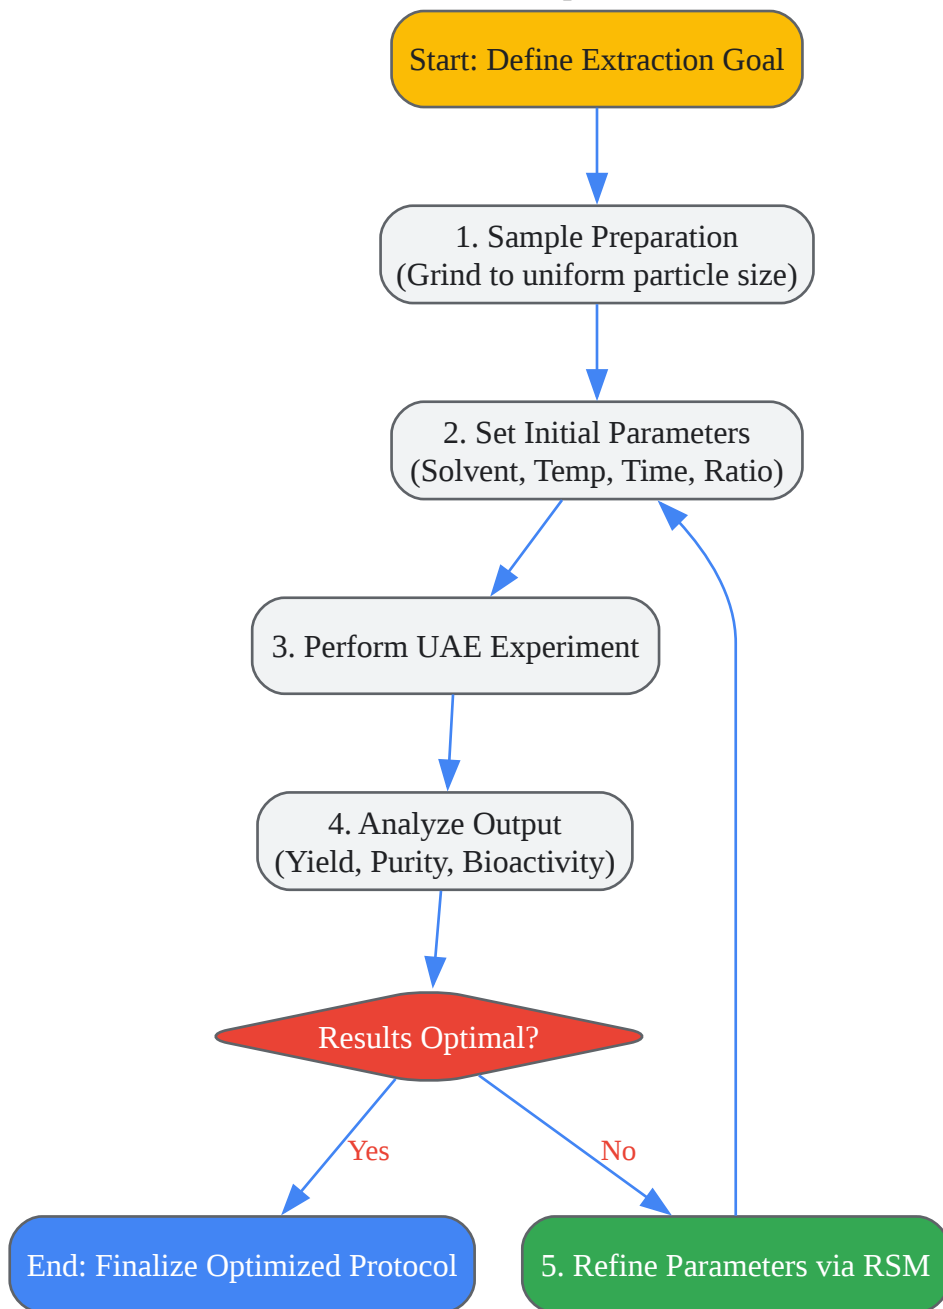 Start: Define Extraction Goal
1. Sample Preparation
(Grind to uniform particle size)
2. Set Initial Parameters
(Solvent, Temp, Time, Ratio)
3. Perform UAE Experiment
4. Analyze Output
(Yield, Purity, Bioactivity)
Results Optimal?
Yes
No
End: Finalize Optimized Protocol
5. Refine Parameters via RSM